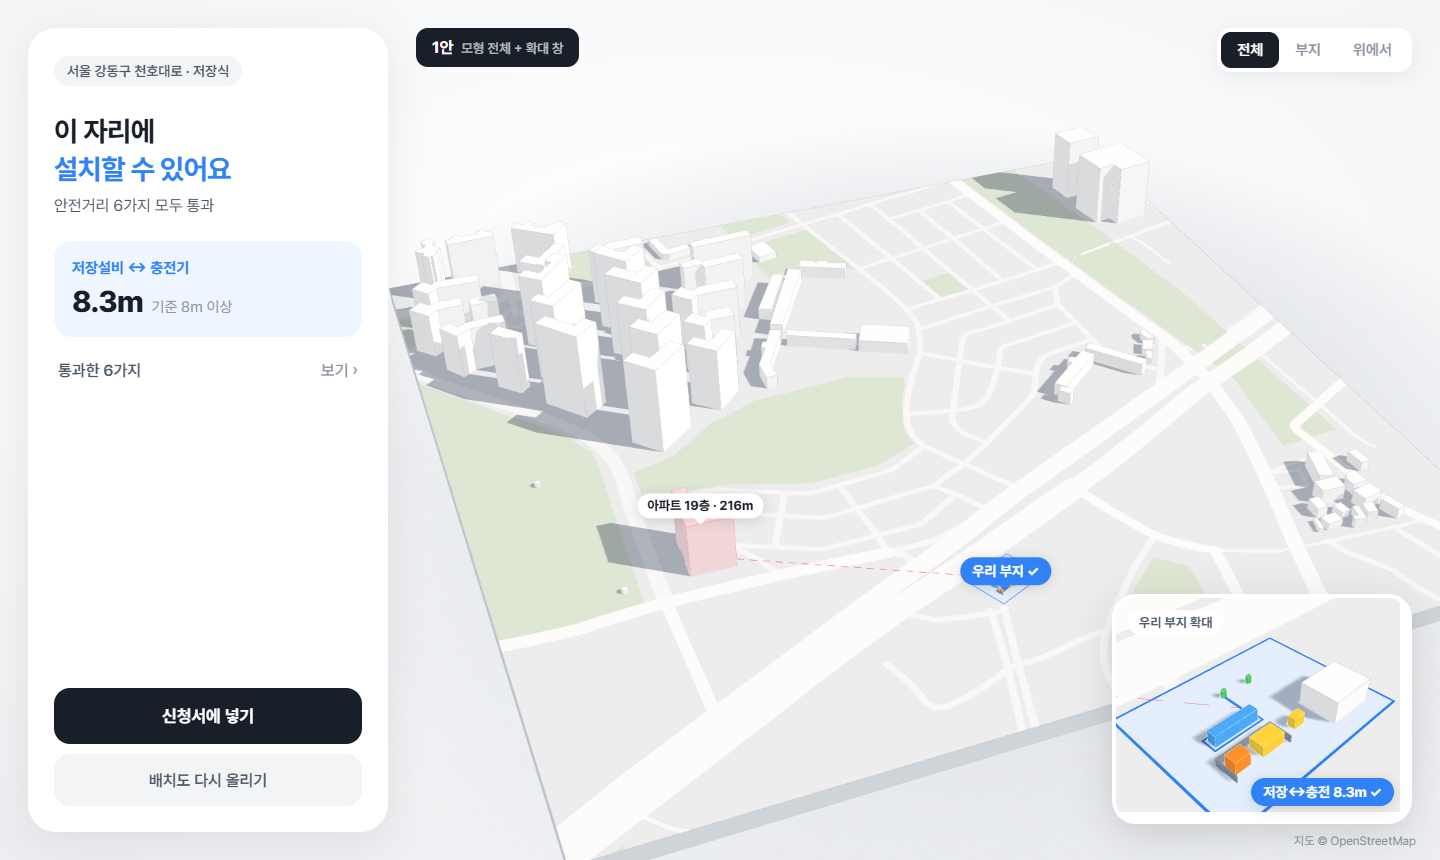 서울 강동구 천호대로 · 저장식
이 자리에
설치할 수 있어요
안전거리 6가지 모두 통과
저장설비 ↔ 충전기
8.3m 기준 8m 이상
통과한 6가지 보기 ›
신청서에 넣기
배치도 다시 올리기
1안 모형 전체 + 확대 창
전체 부지 위에서
아파트 19층 · 216m
우리 부지 ✓
우리 부지 확대
저장↔충전 8.3m ✓
지도 © OpenStreetMap